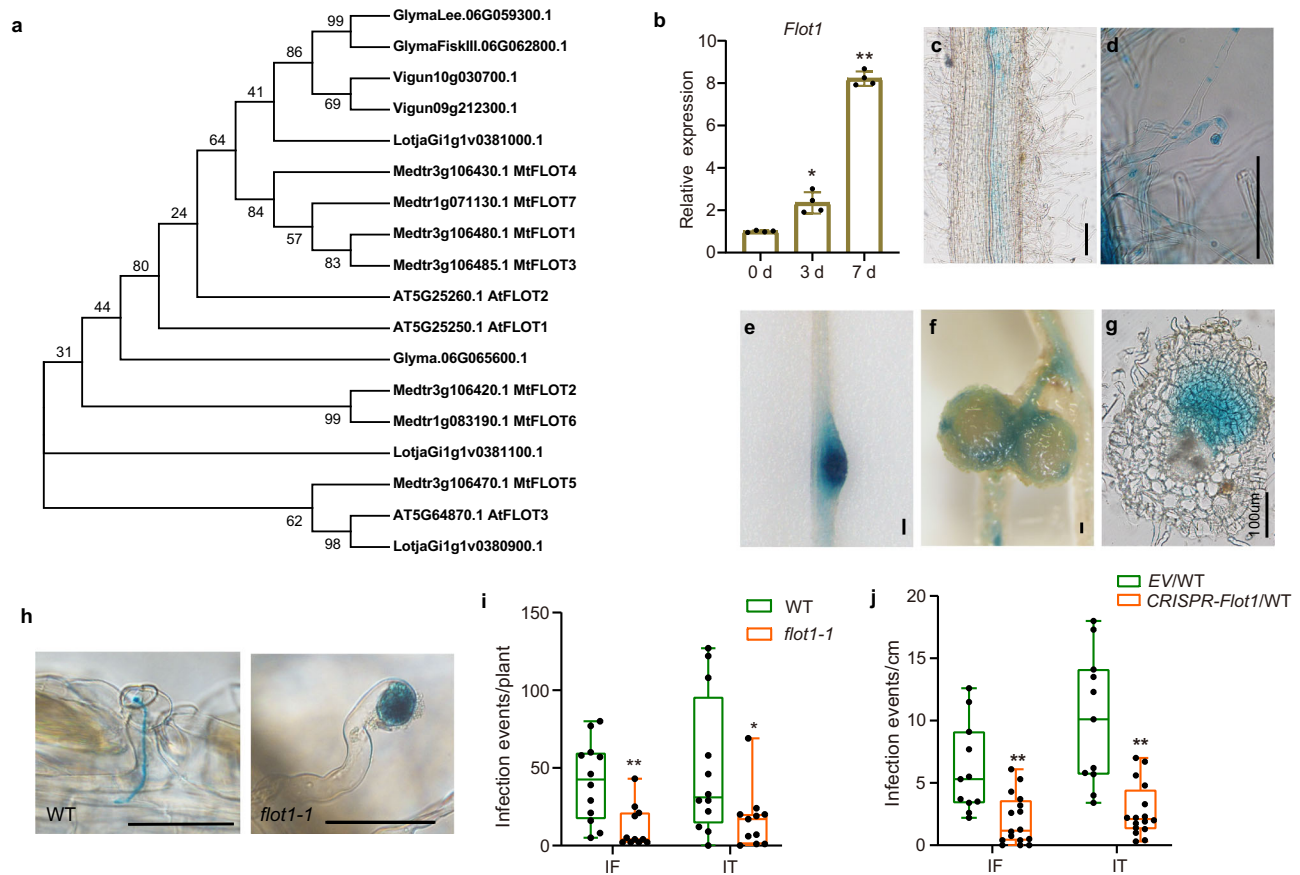 a
GlymaLee.06G059300.1
GlymaFiskIII.06G062800.1
Vigun10g030700.1
Vigun09g212300.1
LotjaGi1g1v0381000.1
Medtr3g106430.1 MtFLOT4
Medtr1g071130.1 MtFLOT7
Medtr3g106480.1 MtFLOT1
Medtr3g106485.1 MtFLOT3
AT5G25260.1 AtFLOT2
AT5G25250.1 AtFLOT1
Glyma.06G065600.1
Medtr3g106420.1 MtFLOT2
Medtr1g083190.1 MtFLOT6
LotjaGi1g1v0381100.1
Medtr3g106470.1 MtFLOT5
AT5G64870.1 AtFLOT3
LotjaGi1g1v0380900.1
99
86
69
41
64
84
57
83
24
80
44
31
99
62
98
b
Flot1
Relative expression
10
8
6
4
2
0
*
**
0 d
3 d
7 d
c
d
e
f
g
100um
h
WT
flot1-1
i
WT
flot1-1
Infection events/plant
150
100
50
0
**
*
IF
IT
j
EV/WT
CRISPR-Flot1/WT
Infection events/cm
20
15
10
5
0
**
**
IF
IT